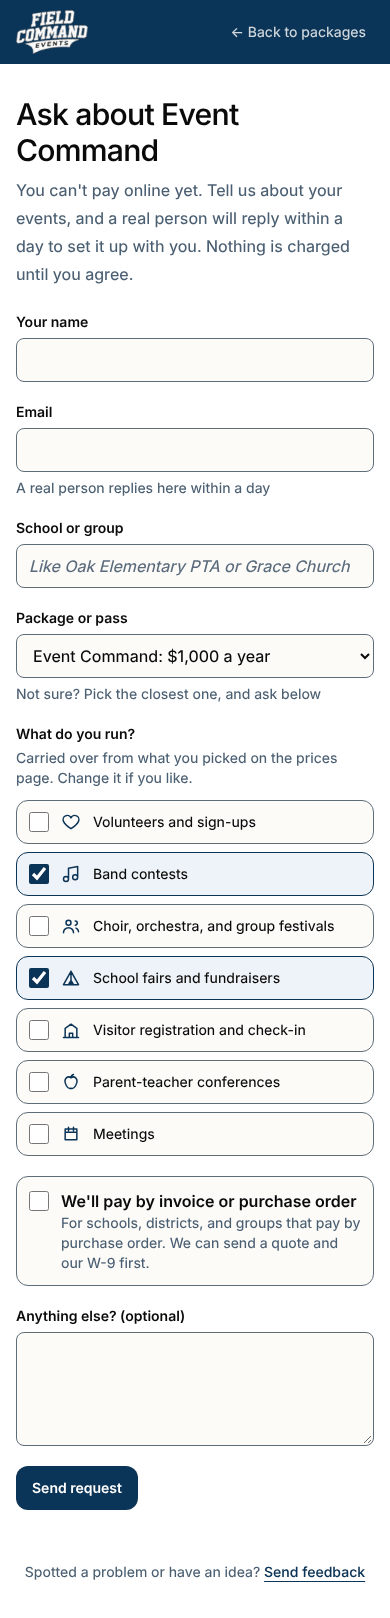 FIELD
COMMAND
EVENTS
← Back to packages
Ask about Event
Command
You can't pay online yet. Tell us about your
events, and a real person will reply within a
day to set it up with you. Nothing is charged
until you agree.
Your name
Email
A real person replies here within a day
School or group
Like Oak Elementary PTA or Grace Church
Package or pass
Event Command: $1,000 a year
Not sure? Pick the closest one, and ask below
What do you run?
Carried over from what you picked on the prices
page. Change it if you like.
Volunteers and sign-ups
Band contests
Choir, orchestra, and group festivals
School fairs and fundraisers
Visitor registration and check-in
Parent-teacher conferences
Meetings
We'll pay by invoice or purchase order
For schools, districts, and groups that pay by
purchase order. We can send a quote and
our W-9 first.
Anything else? (optional)
Send request
Spotted a problem or have an idea? Send feedback